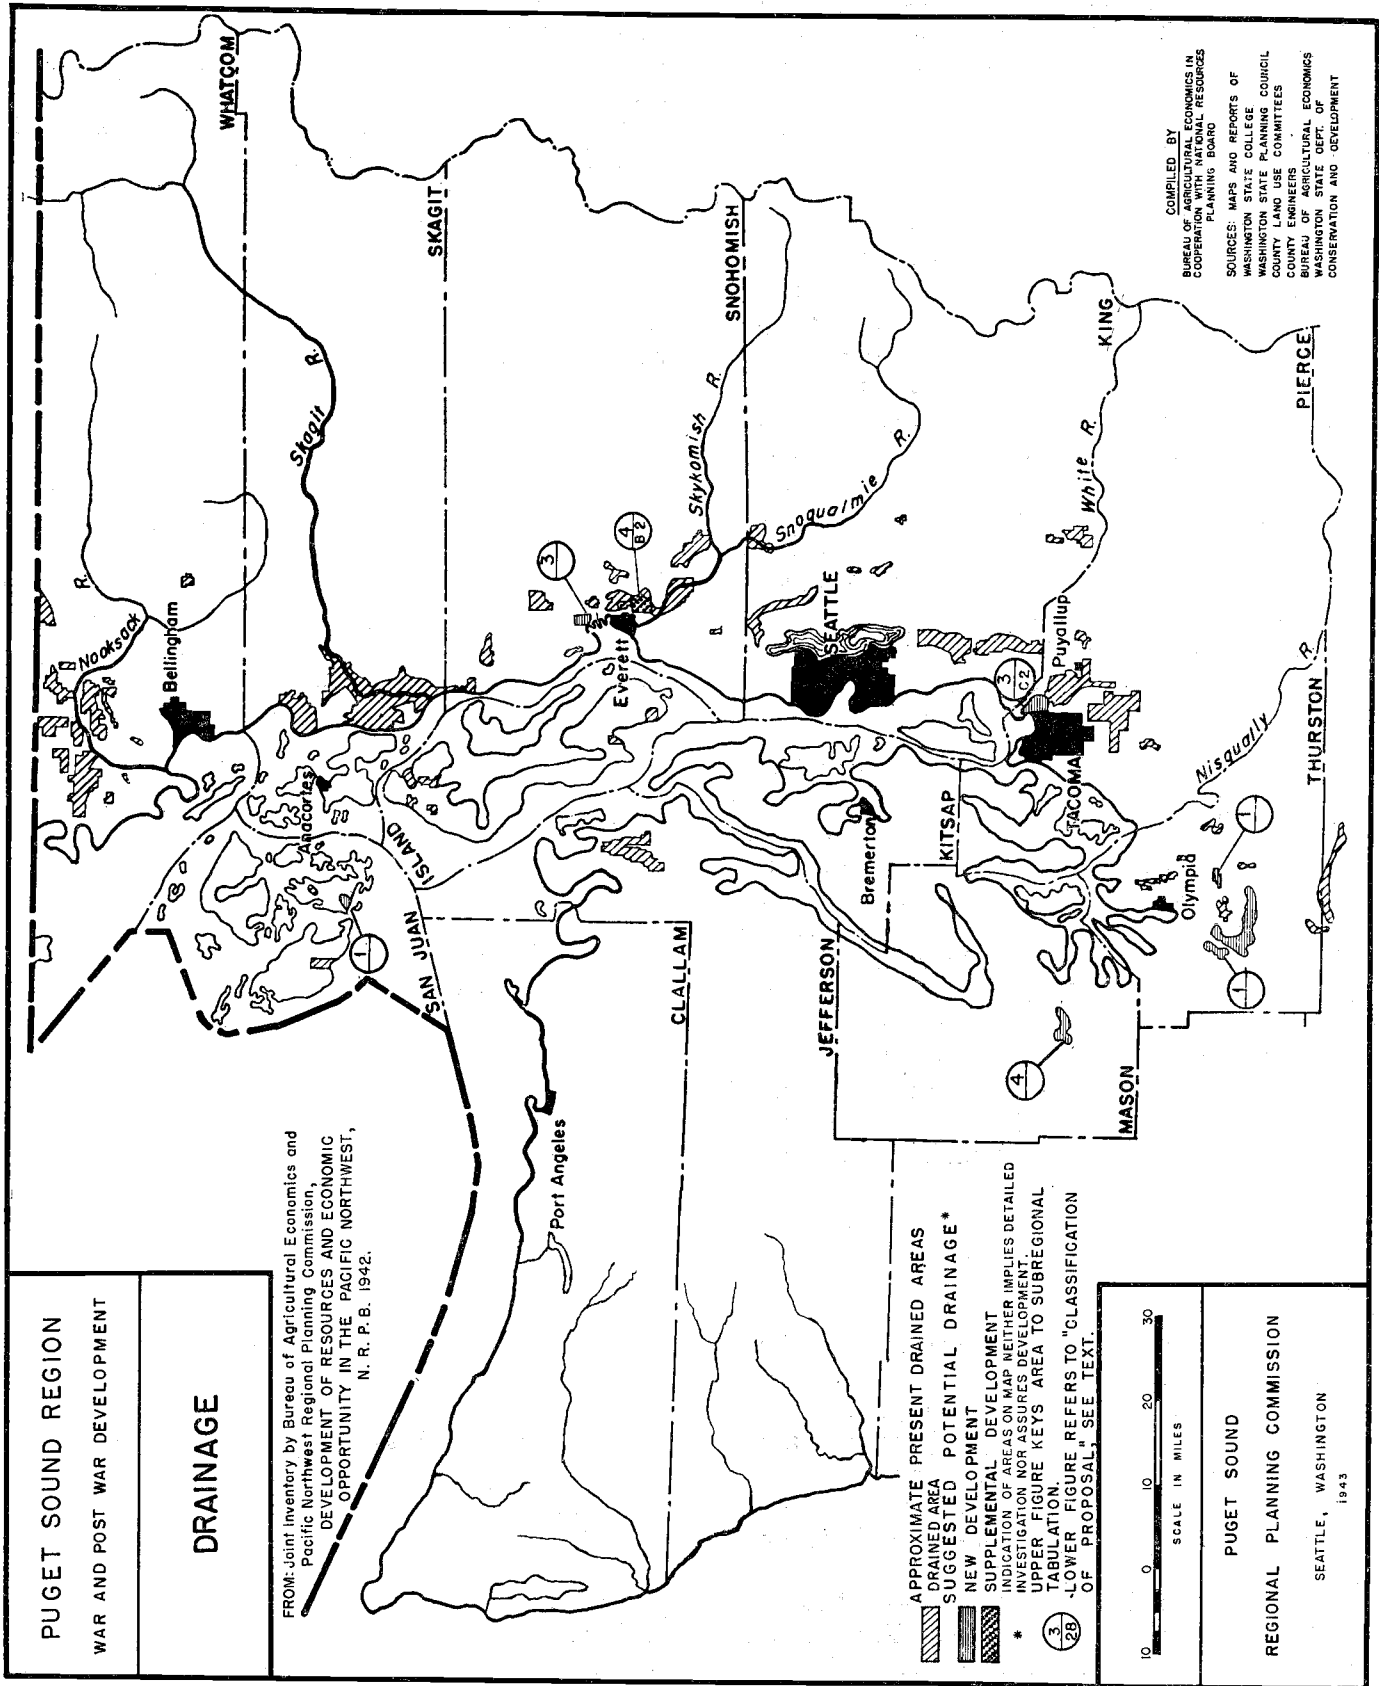 PUGET SOUND REGION
WAR AND POST WAR DEVELOPMENT
DRAINAGE
FROM: Joint Inventory by Bureau of Agricultural Economics and
Pacific Northwest Regional Planning Commission,
DEVELOPMENT OF RESOURCES AND ECONOMIC
OPPORTUNITY IN THE PACIFIC NORTHWEST,
N. R. P. B. 1942.
WHATCOM
SKAGIT
SNOHOMISH
KING
PIERCE
THURSTON
MASON
KITSAP
JEFFERSON
CLALLAM
SAN JUAN
ISLAND
Nooksack
R.
Skagit
R.
Skykomish
R.
Snoqualmie
R.
White R.
Nisqually
R.
Bellingham
Anacortes
Everett
SEATTLE
Bremerton
Puyallup
TACOMA
Olympia
Port Angeles
1
3
4
B 2
3
C 2
4
1
1
COMPILED BY
BUREAU OF AGRICULTURAL ECONOMICS IN
COOPERATION WITH NATIONAL RESOURCES
PLANNING BOARD
SOURCES: MAPS AND REPORTS OF
WASHINGTON STATE COLLEGE
WASHINGTON STATE PLANNING COUNCIL
COUNTY LAND USE COMMITTEES
COUNTY ENGINEERS
BUREAU OF AGRICULTURAL ECONOMICS
WASHINGTON STATE DEPT. OF
CONSERVATION AND DEVELOPMENT
APPROXIMATE PRESENT DRAINED AREAS
DRAINED AREA
SUGGESTED POTENTIAL DRAINAGE*
NEW DEVELOPMENT
SUPPLEMENTAL DEVELOPMENT
* INDICATION OF AREAS ON MAP NEITHER IMPLIES DETAILED
INVESTIGATION NOR ASSURES DEVELOPMENT.
UPPER FIGURE KEYS AREA TO SUBREGIONAL
TABULATION.
3
2B
-LOWER FIGURE REFERS TO "CLASSIFICATION
OF PROPOSAL," SEE TEXT.
10 0 10 20 30
SCALE IN MILES
PUGET SOUND
REGIONAL PLANNING COMMISSION
SEATTLE, WASHINGTON
1943